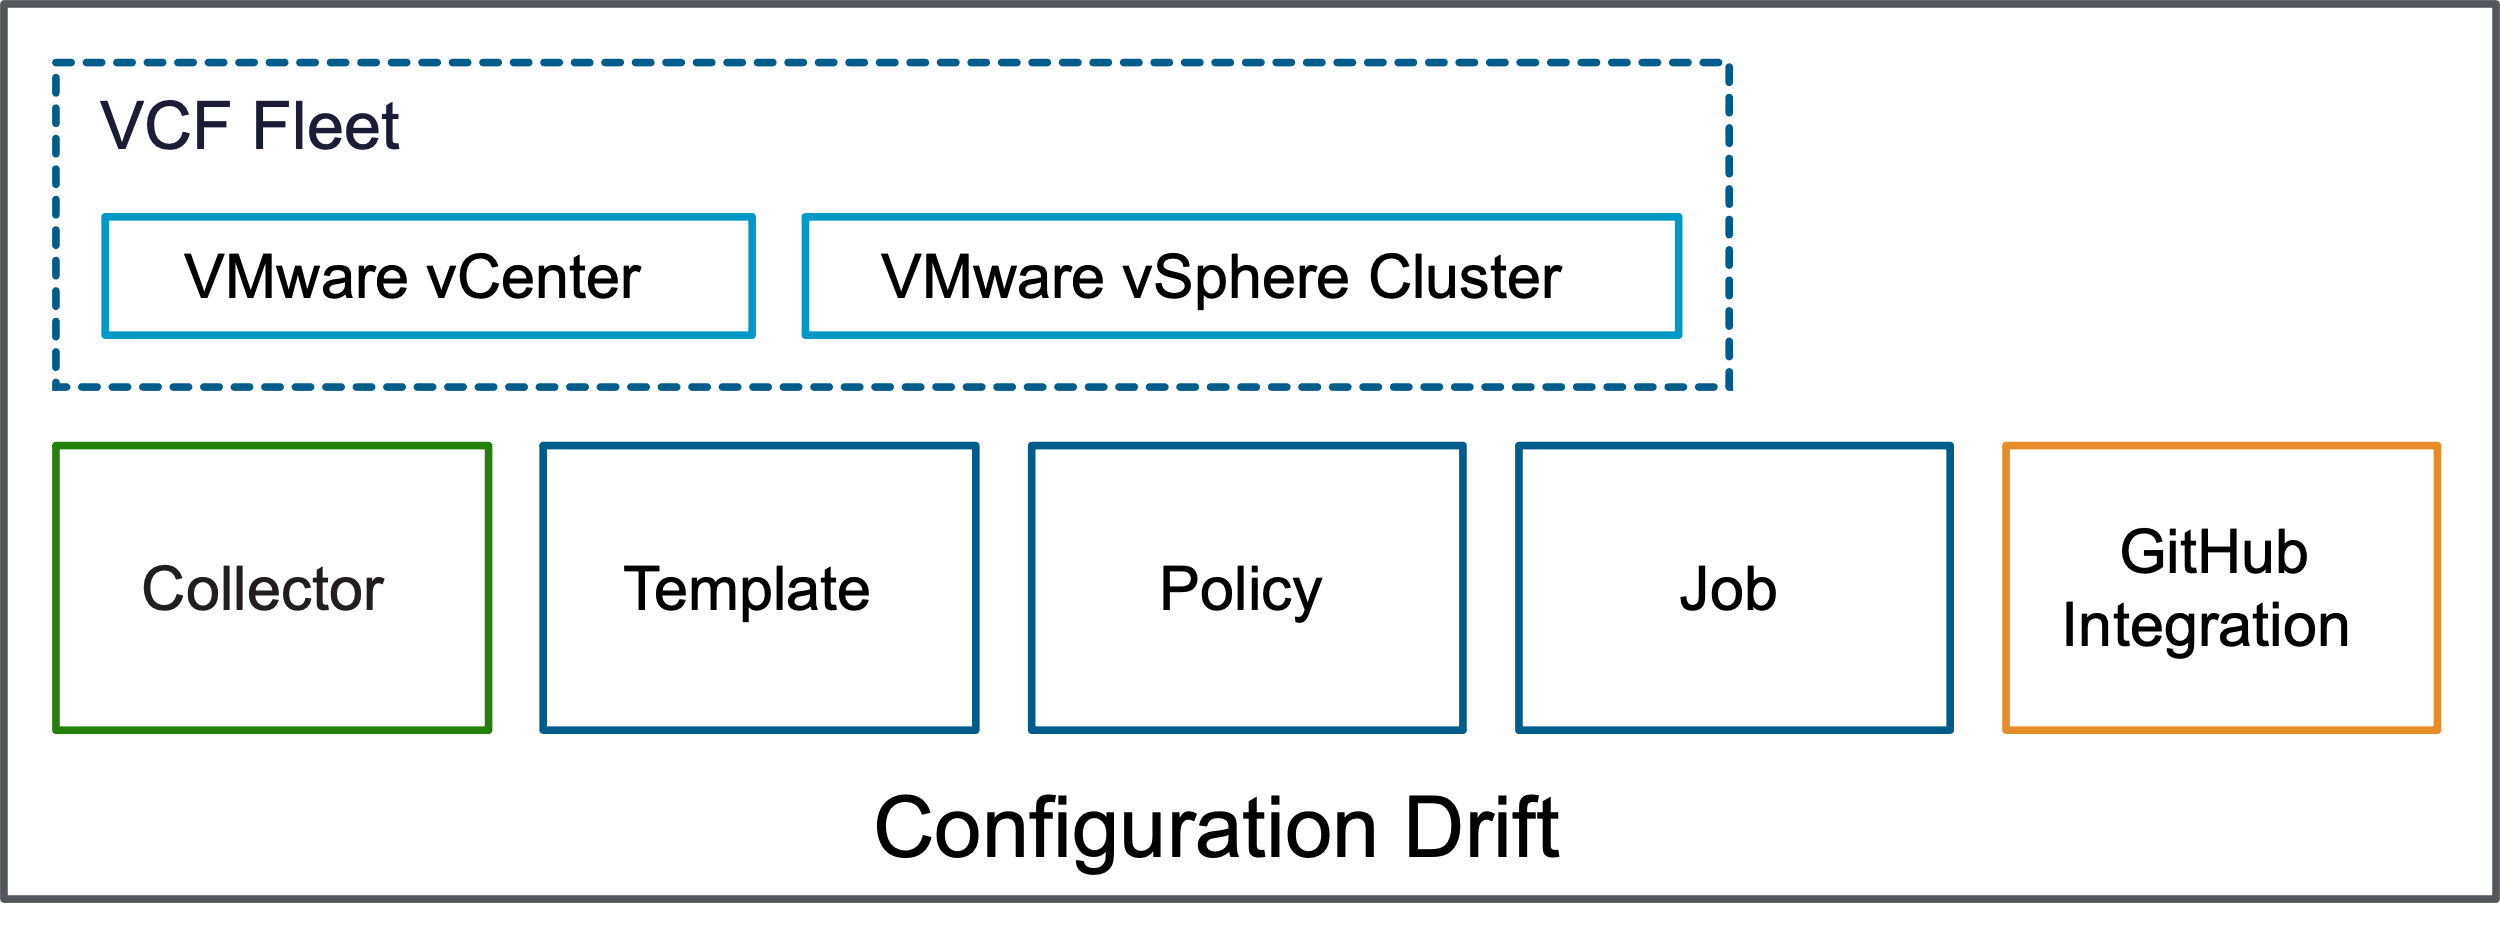 VCF Fleet
VMware vCenter
VMware vSphere Cluster
Collector
Template
Policy
Job
GitHub
Integration
Configuration Drift